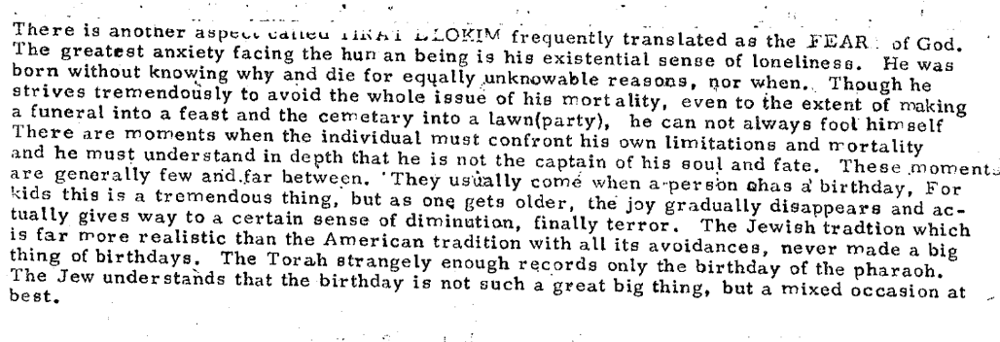 There is another aspect called YIRAT ELOKIM frequently translated as the FEAR of God.
The greatest anxiety facing the hun an being is his existential sense of loneliness. He was
born without knowing why and die for equally unknowable reasons, nor when. Though he
strives tremendously to avoid the whole issue of his mortality, even to the extent of making
a funeral into a feast and the cemetary into a lawn(party), he can not always fool himself
There are moments when the individual must confront his own limitations and mortality
and he must understand in depth that he is not the captain of his soul and fate. These moments
are generally few and far between. They usually come when a person has a birthday, For
kids this is a tremendous thing, but as one gets older, the joy gradually disappears and ac-
tually gives way to a certain sense of diminution, finally terror. The Jewish tradtion which
is far more realistic than the American tradition with all its avoidances, never made a big
thing of birthdays. The Torah strangely enough records only the birthday of the pharaoh.
The Jew understands that the birthday is not such a great big thing, but a mixed occasion at
best.